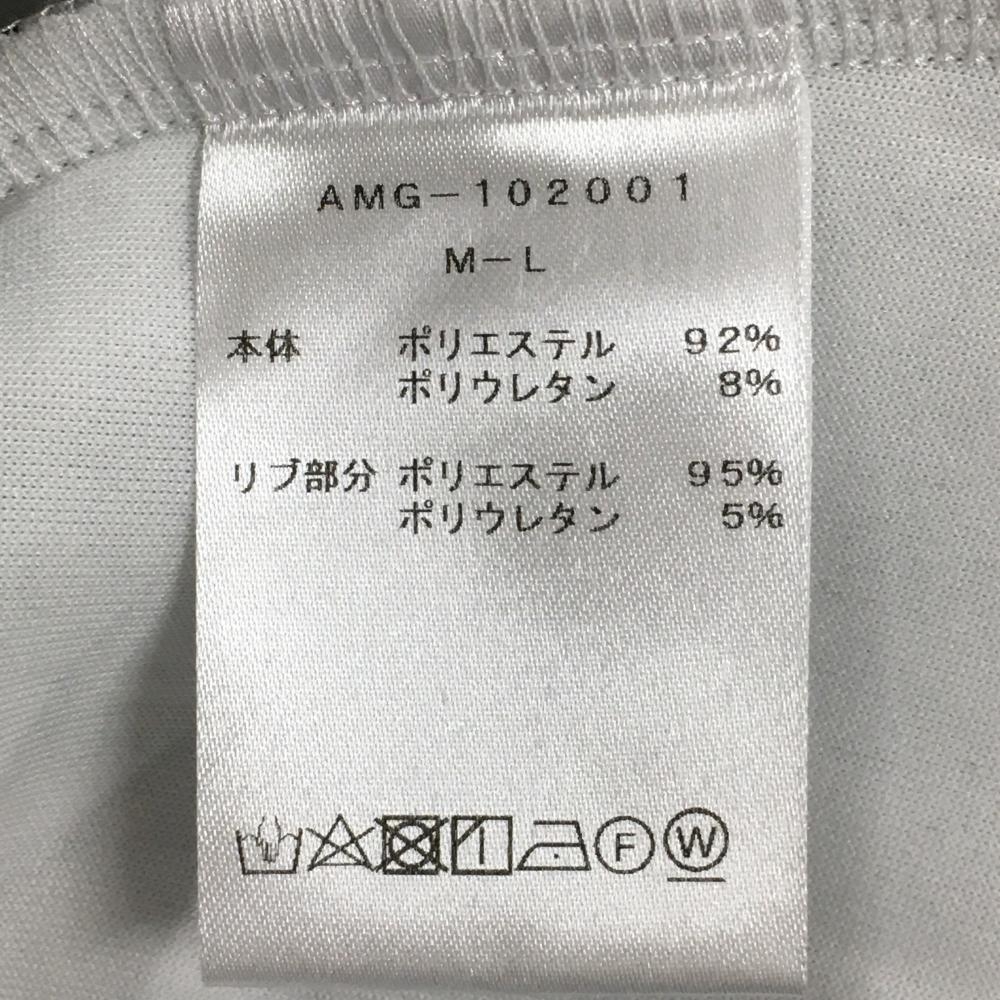 AMG-102001
M-L
本体 ポリエステル 92%
ポリウレタン 8%
リブ部分 ポリエステル 95%
ポリウレタン 5%
F W